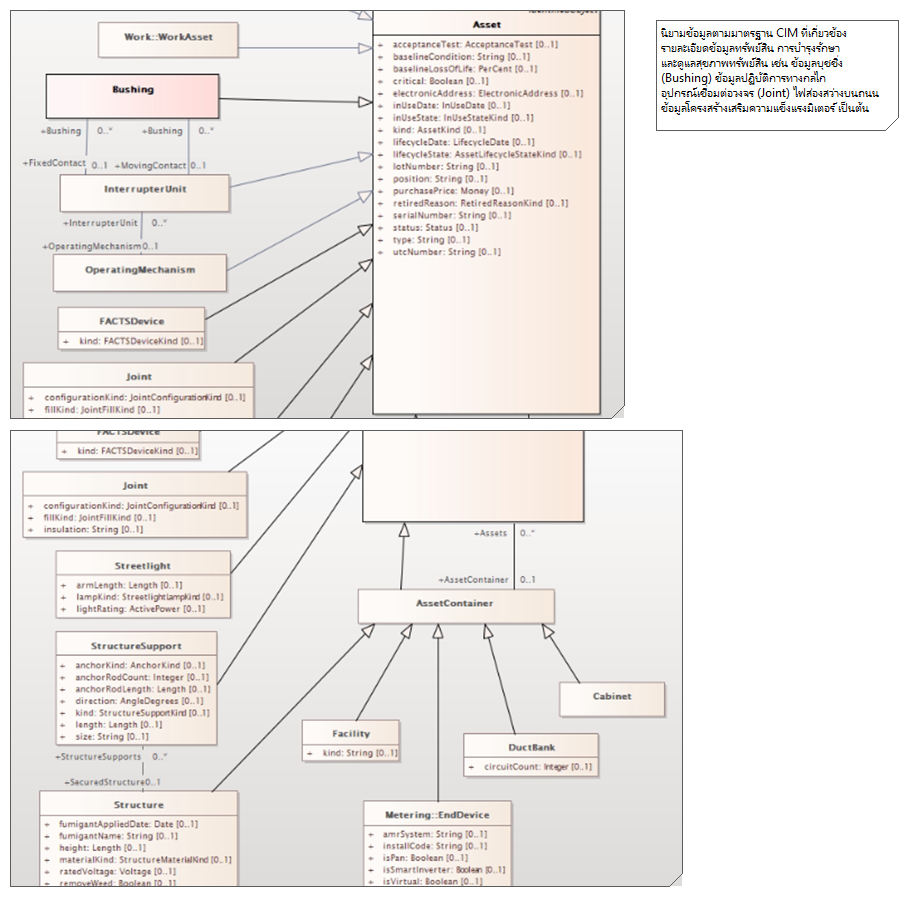 Asset
Work::WorkAsset
+ acceptanceTest: AcceptanceTest [0..1]
+ baselineCondition: String [0..1]
+ baselineLossOfLife: PerCent [0..1]
+ critical: Boolean [0..1]
+ electronicAddress: ElectronicAddress [0..1]
+ inUseDate: InUseDate [0..1]
+ inUseState: InUseStateKind [0..1]
+ kind: AssetKind [0..1]
+ lifecycleDate: LifecycleDate [0..1]
+ lifecycleState: AssetLifecycleStateKind [0..1]
+ lotNumber: String [0..1]
+ position: String [0..1]
+ purchasePrice: Money [0..1]
+ retiredReason: RetiredReasonKind [0..1]
+ serialNumber: String [0..1]
+ status: Status [0..1]
+ type: String [0..1]
+ utcNumber: String [0..1]
Bushing
+Bushing 0..* +Bushing 0..*
+FixedContact 0..1 +MovingContact 0..1
InterrupterUnit
+InterrupterUnit 0..*
+OperatingMechanism 0..1
OperatingMechanism
FACTSDevice
+ kind: FACTSDeviceKind [0..1]
Joint
+ configurationKind: JointConfigurationKind [0..1]
+ fillKind: JointFillKind [0..1]
นิยามข้อมูลตามมาตรฐาน CIM ที่เกี่ยวข้อง
รายละเอียดข้อมูลทรัพย์สิน การบำรุงรักษา
และดูแลสุขภาพทรัพย์สิน เช่น ข้อมูลบุชชิ่ง
(Bushing) ข้อมูลปฏิบัติการทางกลไก
อุปกรณ์เชื่อมต่อวงจร (Joint) ไฟส่องสว่างบนถนน
ข้อมูลโครงสร้างเสริมความแข็งแรงมิเตอร์ เป็นต้น
FACTSDevice
+ kind: FACTSDeviceKind [0..1]
Joint
+ configurationKind: JointConfigurationKind [0..1]
+ fillKind: JointFillKind [0..1]
+ insulation: String [0..1]
Streetlight
+ armLength: Length [0..1]
+ lampKind: StreetlightLampKind [0..1]
+ lightRating: ActivePower [0..1]
StructureSupport
+ anchorKind: AnchorKind [0..1]
+ anchorRodCount: Integer [0..1]
+ anchorRodLength: Length [0..1]
+ direction: AngleDegrees [0..1]
+ kind: StructureSupportKind [0..1]
+ length: Length [0..1]
+ size: String [0..1]
+StructureSupports 0..*
+SecuredStructure 0..1
Structure
+ fumigantAppliedDate: Date [0..1]
+ fumigantName: String [0..1]
+ height: Length [0..1]
+ materialKind: StructureMaterialKind [0..1]
+ ratedVoltage: Voltage [0..1]
+ removeWeed: Boolean [0..1]
+Assets 0..*
+AssetContainer 0..1
AssetContainer
Cabinet
Facility
+ kind: String [0..1]
DuctBank
+ circuitCount: Integer [0..1]
Metering::EndDevice
+ amrSystem: String [0..1]
+ installCode: String [0..1]
+ isPan: Boolean [0..1]
+ isSmartInverter: Boolean [0..1]
+ isVirtual: Boolean [0..1]